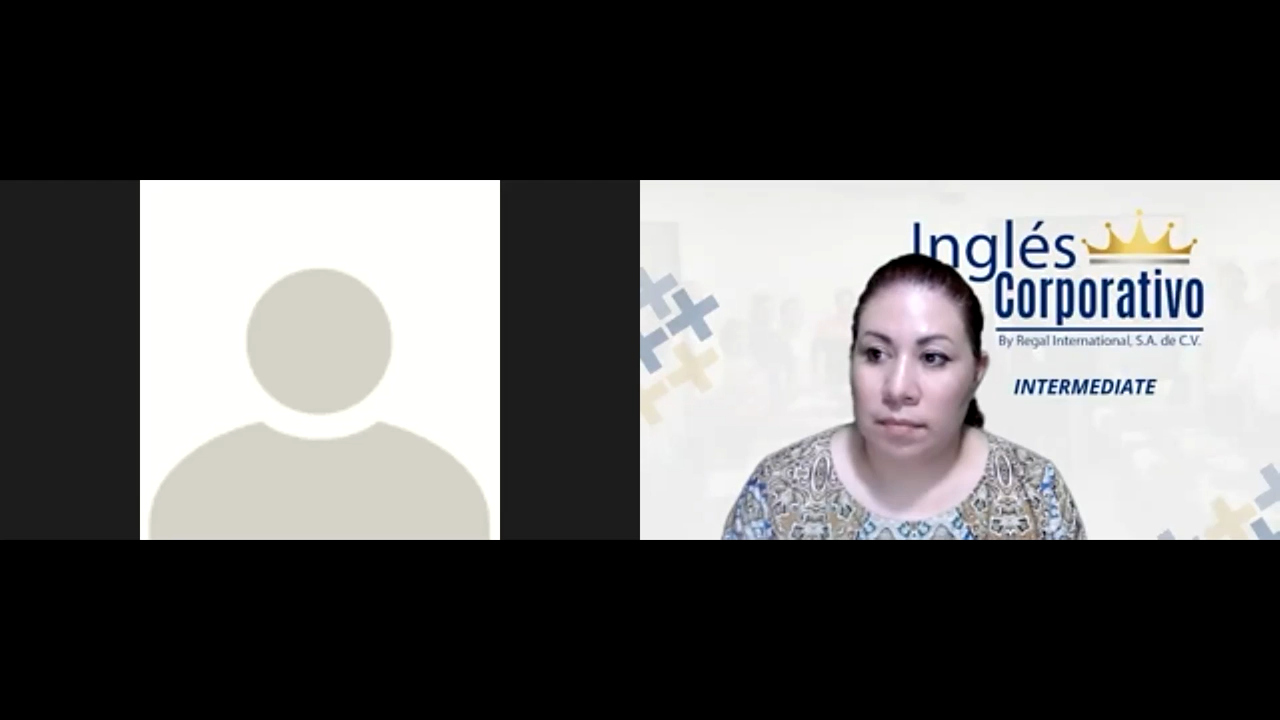 Inglés
Corporativo
By Regal International, S.A. de C.V.
INTERMEDIATE